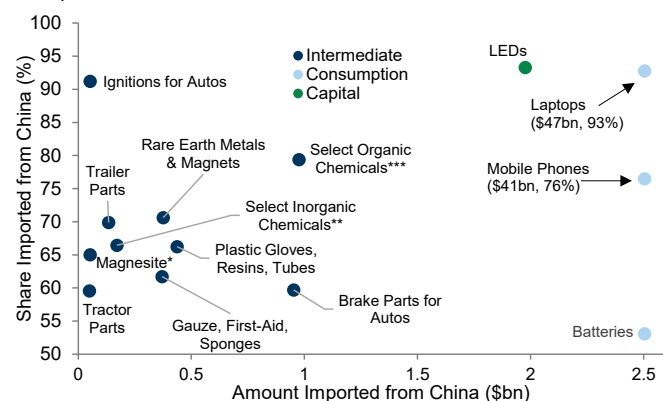 100
95
90
85
80
75
70
65
60
55
50
Share Imported from China (%)
Intermediate
Consumption
Capital
LEDs
Ignitions for Autos
Laptops
($47bn, 93%)
Rare Earth Metals
& Magnets
Select Organic
Chemicals***
Trailer
Parts
Mobile Phones
($41bn, 76%)
Select Inorganic
Chemicals**
Magnesite*
Plastic Gloves,
Resins, Tubes
Tractor
Parts
Gauze, First-Aid,
Sponges
Brake Parts for
Autos
Batteries
0
0.5
1
1.5
2
2.5
Amount Imported from China ($bn)